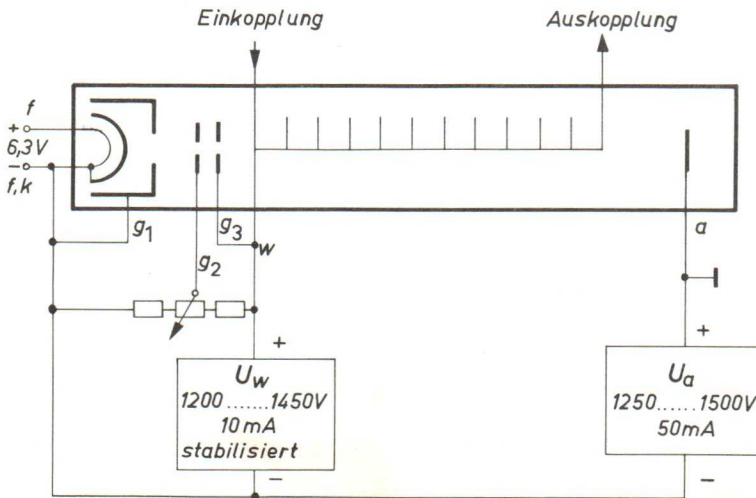 Einkopplung
Auskopplung
f
+
6,3V
−
f,k
g1
g2
g3
w
a
+
Uw
1200.......1450V
10mA
stabilisiert
−
+
Ua
1250......1500V
50mA
−